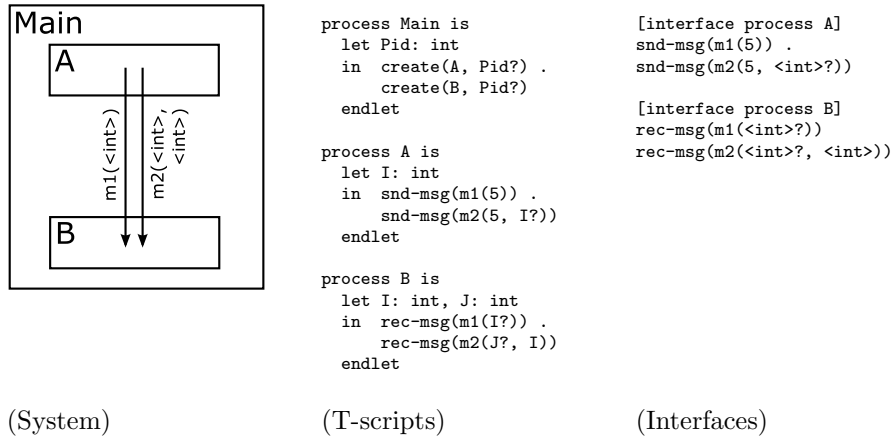 Main
A
m1(<int>)
m2(<int>,
<int>)
B
(System)
process Main is
let Pid: int
in create(A, Pid?) .
create(B, Pid?)
endlet
process A is
let I: int
in snd-msg(m1(5)) .
snd-msg(m2(5, I?))
endlet
process B is
let I: int, J: int
in rec-msg(m1(I?)) .
rec-msg(m2(J?, I))
endlet
(T-scripts)
[interface process A]
snd-msg(m1(5)) .
snd-msg(m2(5, <int>?))
[interface process B]
rec-msg(m1(<int>?))
rec-msg(m2(<int>?, <int>))
(Interfaces)